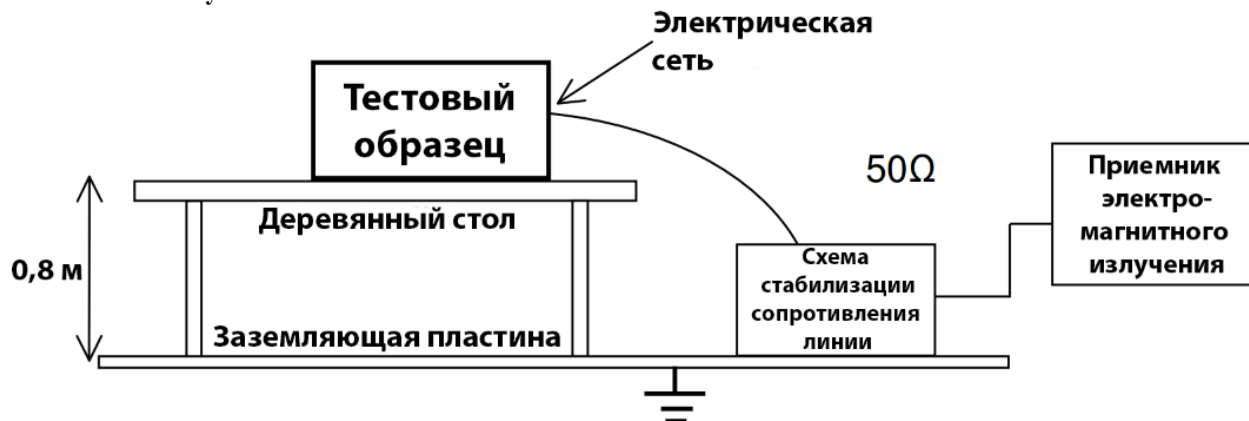 Электрическая
сеть
Тестовый
образец
50Ω
Приемник
электро-
магнитного
излучения
Деревянный стол
0,8 м
Схема
стабилизации
сопротивления
линии
Заземляющая пластина